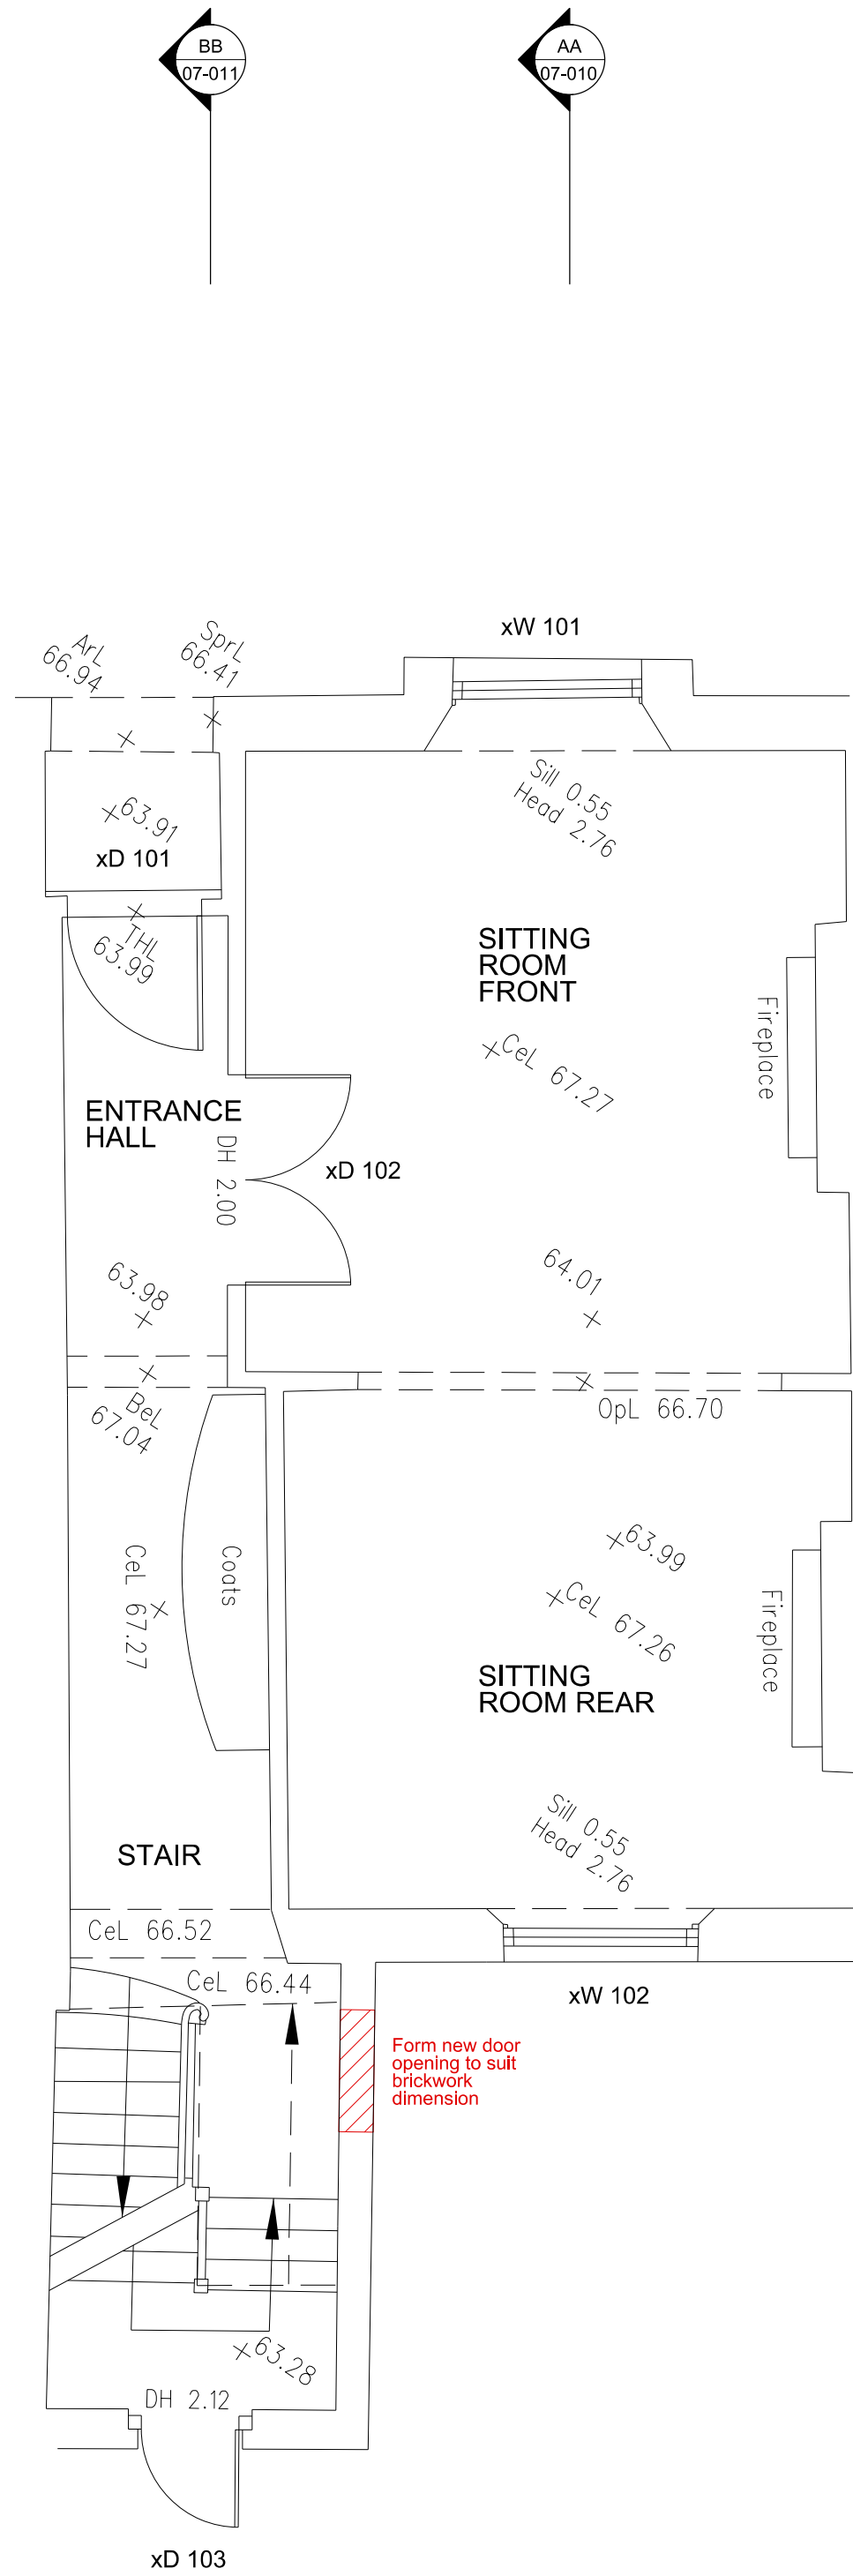 BB
07-011
AA
07-010
xW 101
ArL
66.94
SprL
66.41
Sill 0.55
Head 2.76
63.91
xD 101
THL
63.99
SITTING
ROOM
FRONT
Fireplace
CeL 67.27
ENTRANCE
HALL
DH 2.00
xD 102
63.98
64.01
BeL
67.04
OpL 66.70
Coats
CeL 67.27
63.99
CeL 67.26
Fireplace
SITTING
ROOM REAR
Sill 0.55
Head 2.76
STAIR
CeL 66.52
CeL 66.44
xW 102
Form new door
opening to suit
brickwork
dimension
63.28
DH 2.12
xD 103